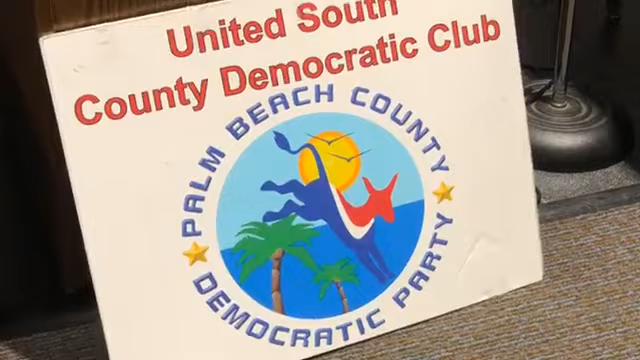 United South
County Democratic Club
PALM BEACH COUNTY
DEMOCRATIC PARTY